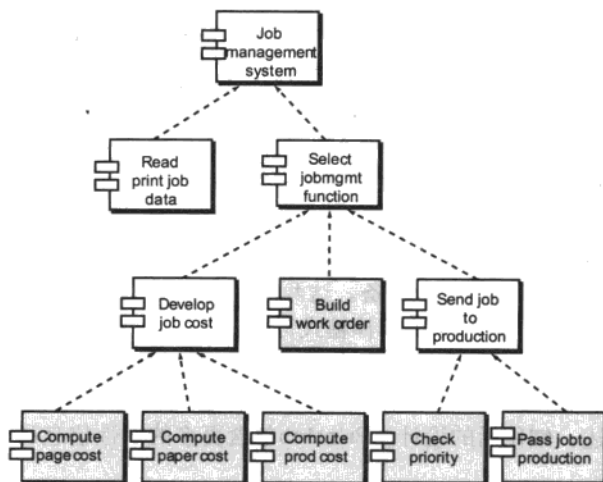 Job
management
system
Read
print job
data
Select
jobmgmt
function
Develop
job cost
Build
work order
Send job
to
production
Compute
page cost
Compute
paper cost
Compute
prod cost
Check
priority
Pass jobto
production